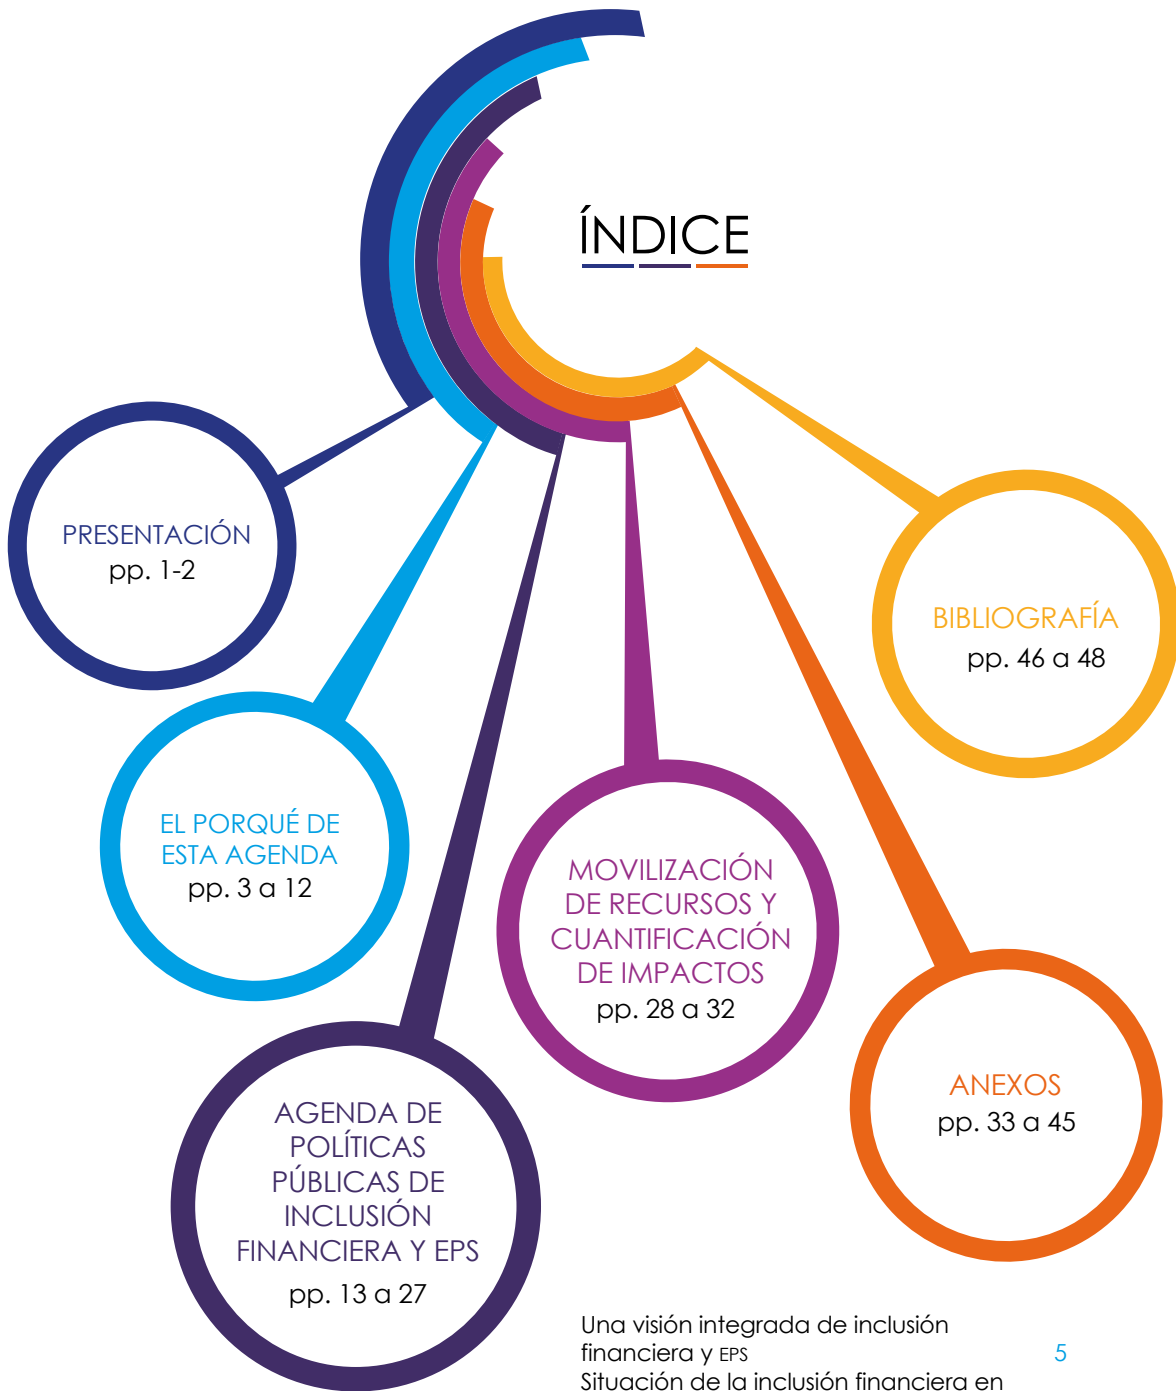 ÍNDICE
PRESENTACIÓN
pp. 1-2
EL PORQUÉ DE
ESTA AGENDA
pp. 3 a 12
AGENDA DE
POLÍTICAS
PÚBLICAS DE
INCLUSIÓN
FINANCIERA Y EPS
pp. 13 a 27
MOVILIZACIÓN
DE RECURSOS Y
CUANTIFICACIÓN
DE IMPACTOS
pp. 28 a 32
ANEXOS
pp. 33 a 45
BIBLIOGRAFÍA
pp. 46 a 48
Una visión integrada de inclusión
financiera y EPS 5
Situación de la inclusión financiera en